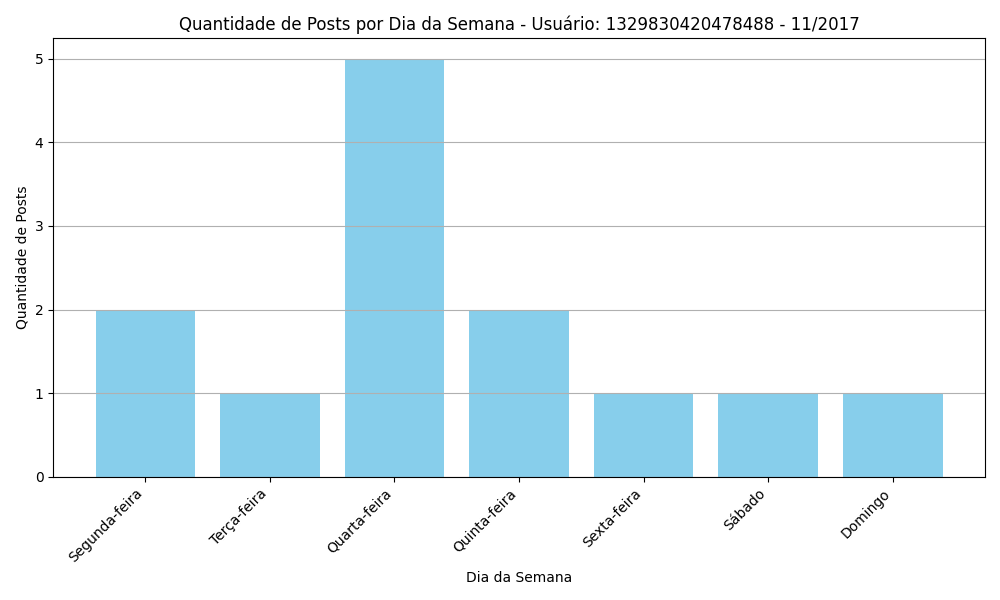 Quantidade de Posts por Dia da Semana - Usuário: 1329830420478488 - 11/2017
Quantidade de Posts
5
4
3
2
1
0
Segunda-feira
Terça-feira
Quarta-feira
Quinta-feira
Sexta-feira
Sábado
Domingo
Dia da Semana